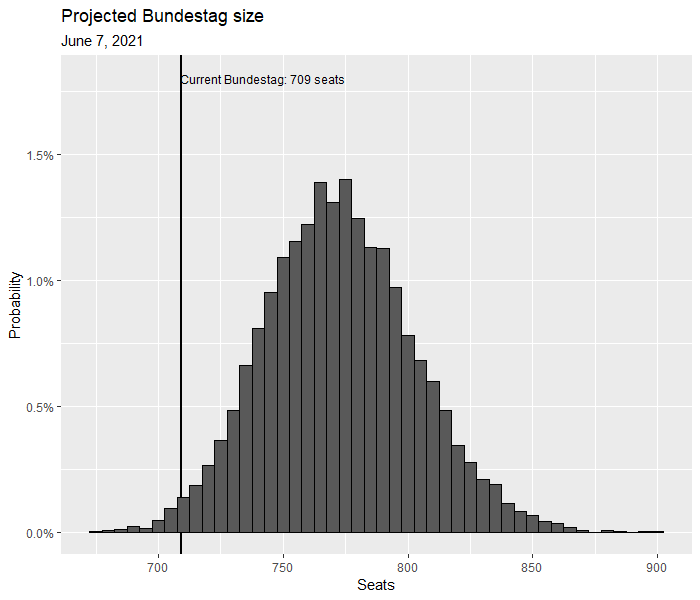 Projected Bundestag size
June 7, 2021
Current Bundestag: 709 seats
1.5%
1.0%
0.5%
0.0%
Probability
700 750 800 850 900
Seats